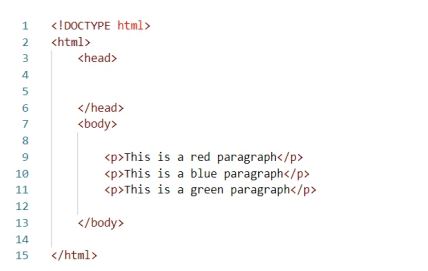 1 <!DOCTYPE html>
2 <html>
3 <head>
4
5
6 </head>
7 <body>
8
9 <p>This is a red paragraph</p>
10 <p>This is a blue paragraph</p>
11 <p>This is a green paragraph</p>
12
13 </body>
14
15 </html>